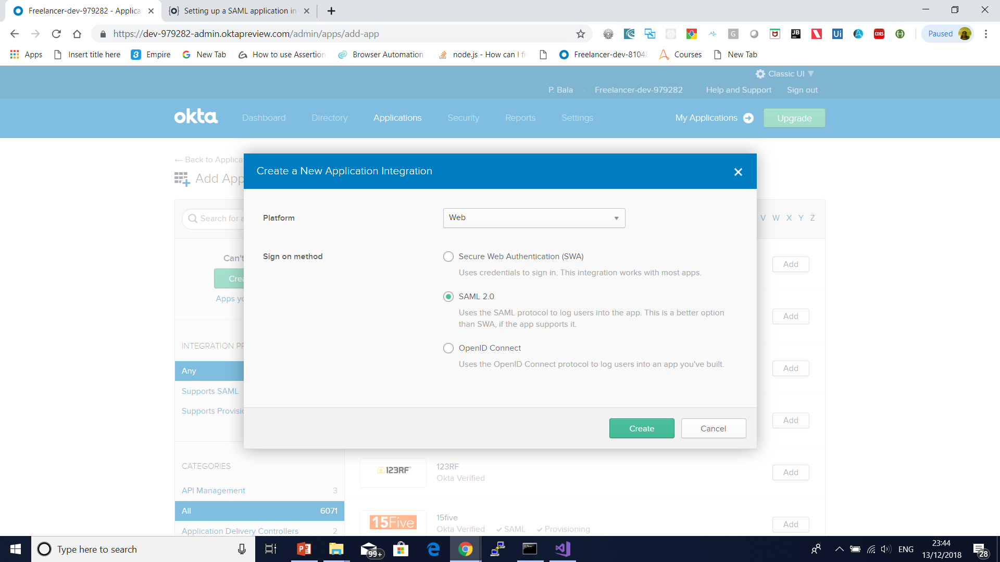 Freelancer-dev-979282 - Applicat
{o} Setting up a SAML application in
https://dev-979282-admin.oktapreview.com/admin/apps/add-app
G
JB
Ui
CORS
Paused
Apps
Insert title here
Empire
New Tab
How to use Assertion
Browser Automation
node.js - How can I fi
Freelancer-dev-81048
Courses
New Tab
Classic UI
P. Bala
Freelancer-dev-979282
Help and Support
Sign out
okta
Dashboard
Directory
Applications
Security
Reports
Settings
My Applications
Upgrade
← Back to Applica
Add App
Create a New Application Integration
Search for a
Platform
Web
V W X Y Z
Can't
Crea
Apps yo
Sign on method
Secure Web Authentication (SWA)
Uses credentials to sign in. This integration works with most apps.
Add
SAML 2.0
Uses the SAML protocol to log users into the app. This is a better option
than SWA, if the app supports it.
Add
OpenID Connect
Uses the OpenID Connect protocol to log users into an app you've built.
Add
INTEGRATION PR
Any
Supports SAML
Supports Provisio
Add
Create
Cancel
CATEGORIES
API Management 3
All 6071
Application Delivery Controllers 2
123RF
123RF
Okta Verified
Add
15Five
15five
Okta Verified
SAML
Provisioning
Add
Type here to search
99+
ENG
23:44
13/12/2018
28